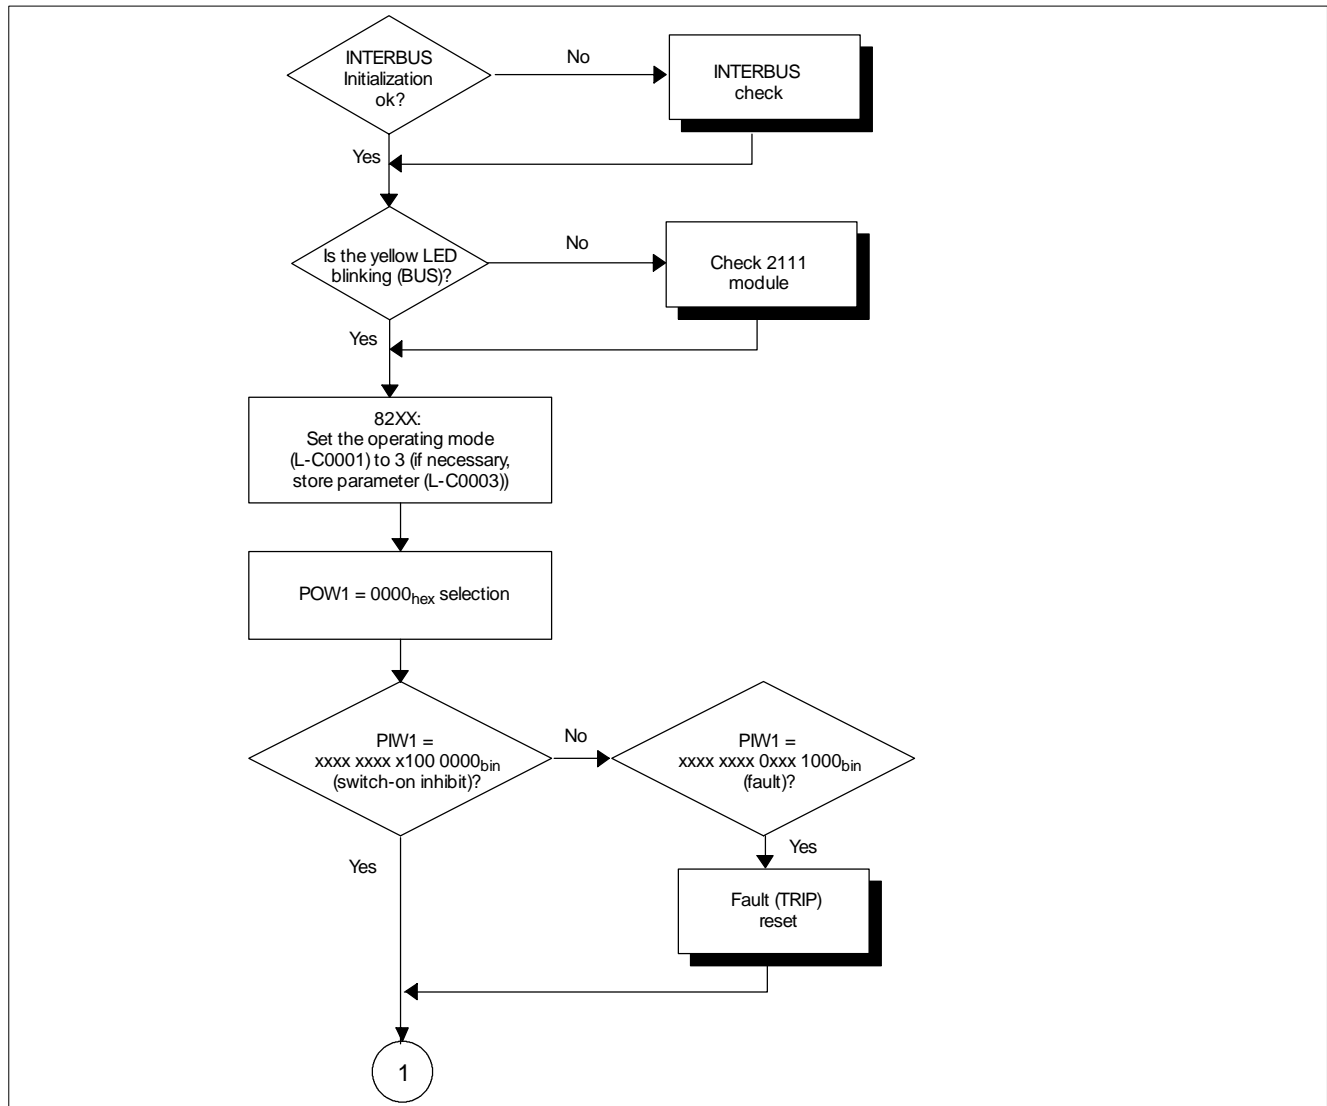 INTERBUS
Initialization
ok?
No
INTERBUS
check
Yes
Is the yellow LED
blinking (BUS)?
No
Check 2111
module
Yes
82XX:
Set the operating mode
(L-C0001) to 3 (if necessary,
store parameter (L-C0003))
POW1 = 0000hex selection
PIW1 =
xxxx xxxx x100 0000bin
(switch-on inhibit)?
No
PIW1 =
xxxx xxxx 0xxx 1000bin
(fault)?
Yes
Yes
Fault (TRIP)
reset
1